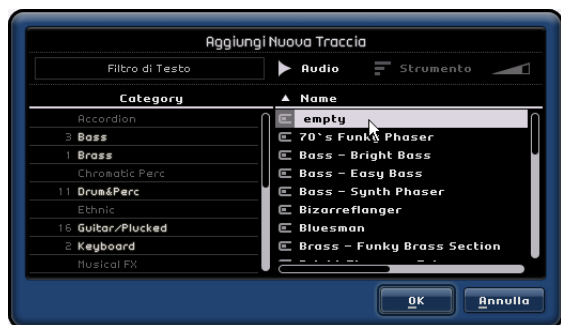 Aggiungi Nuova Traccia
Filtro di Testo
Audio
Strumento
Category
Name
Accordion
3 Bass
1 Brass
Chromatic Perc
11 Drum&Perc
Ethnic
16 Guitar/Plucked
2 Keyboard
Musical FX
empty
70`s Funky Phaser
Bass - Bright Bass
Bass - Easy Bass
Bass - Synth Phaser
Bizarreflanger
Bluesman
Brass - Funky Brass Section
OK
Annulla